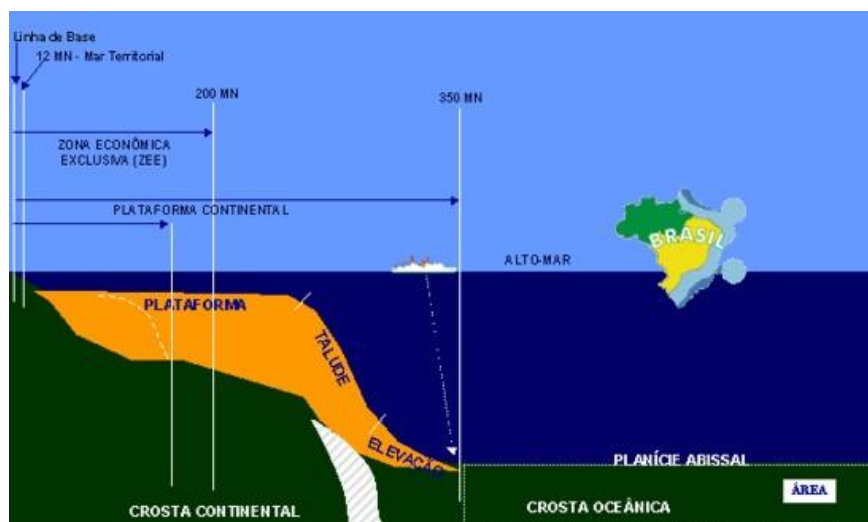 Linha de Base
12 MN - Mar Territorial
200 MN
350 MN
ZONA ECONÔMICA
EXCLUSIVA (ZEE)
PLATAFORMA CONTINENTAL
BRASIL
ALTO-MAR
PLATAFORMA
TALUDE
ELEVAÇÃO
PLANÍCIE ABISSAL
ÁREA
CROSTA CONTINENTAL
CROSTA OCEÂNICA